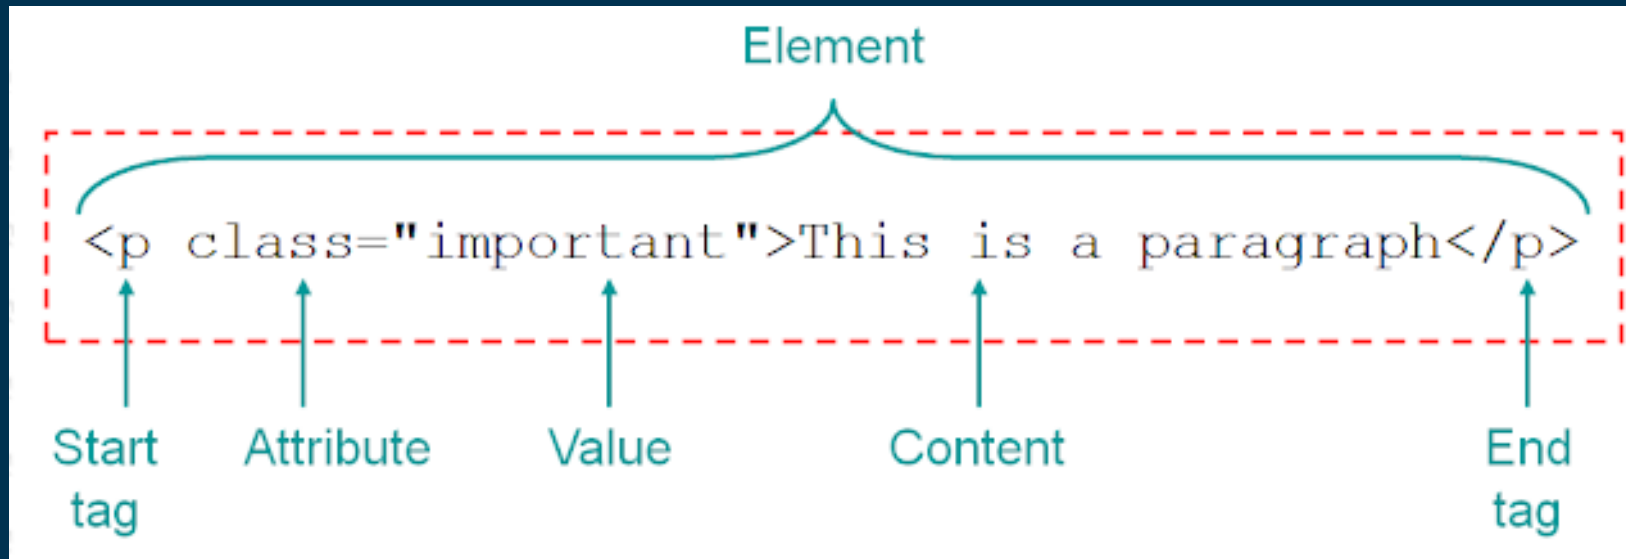 Element
<p class="important">This is a paragraph</p>
Start tag
Attribute
Value
Content
End tag